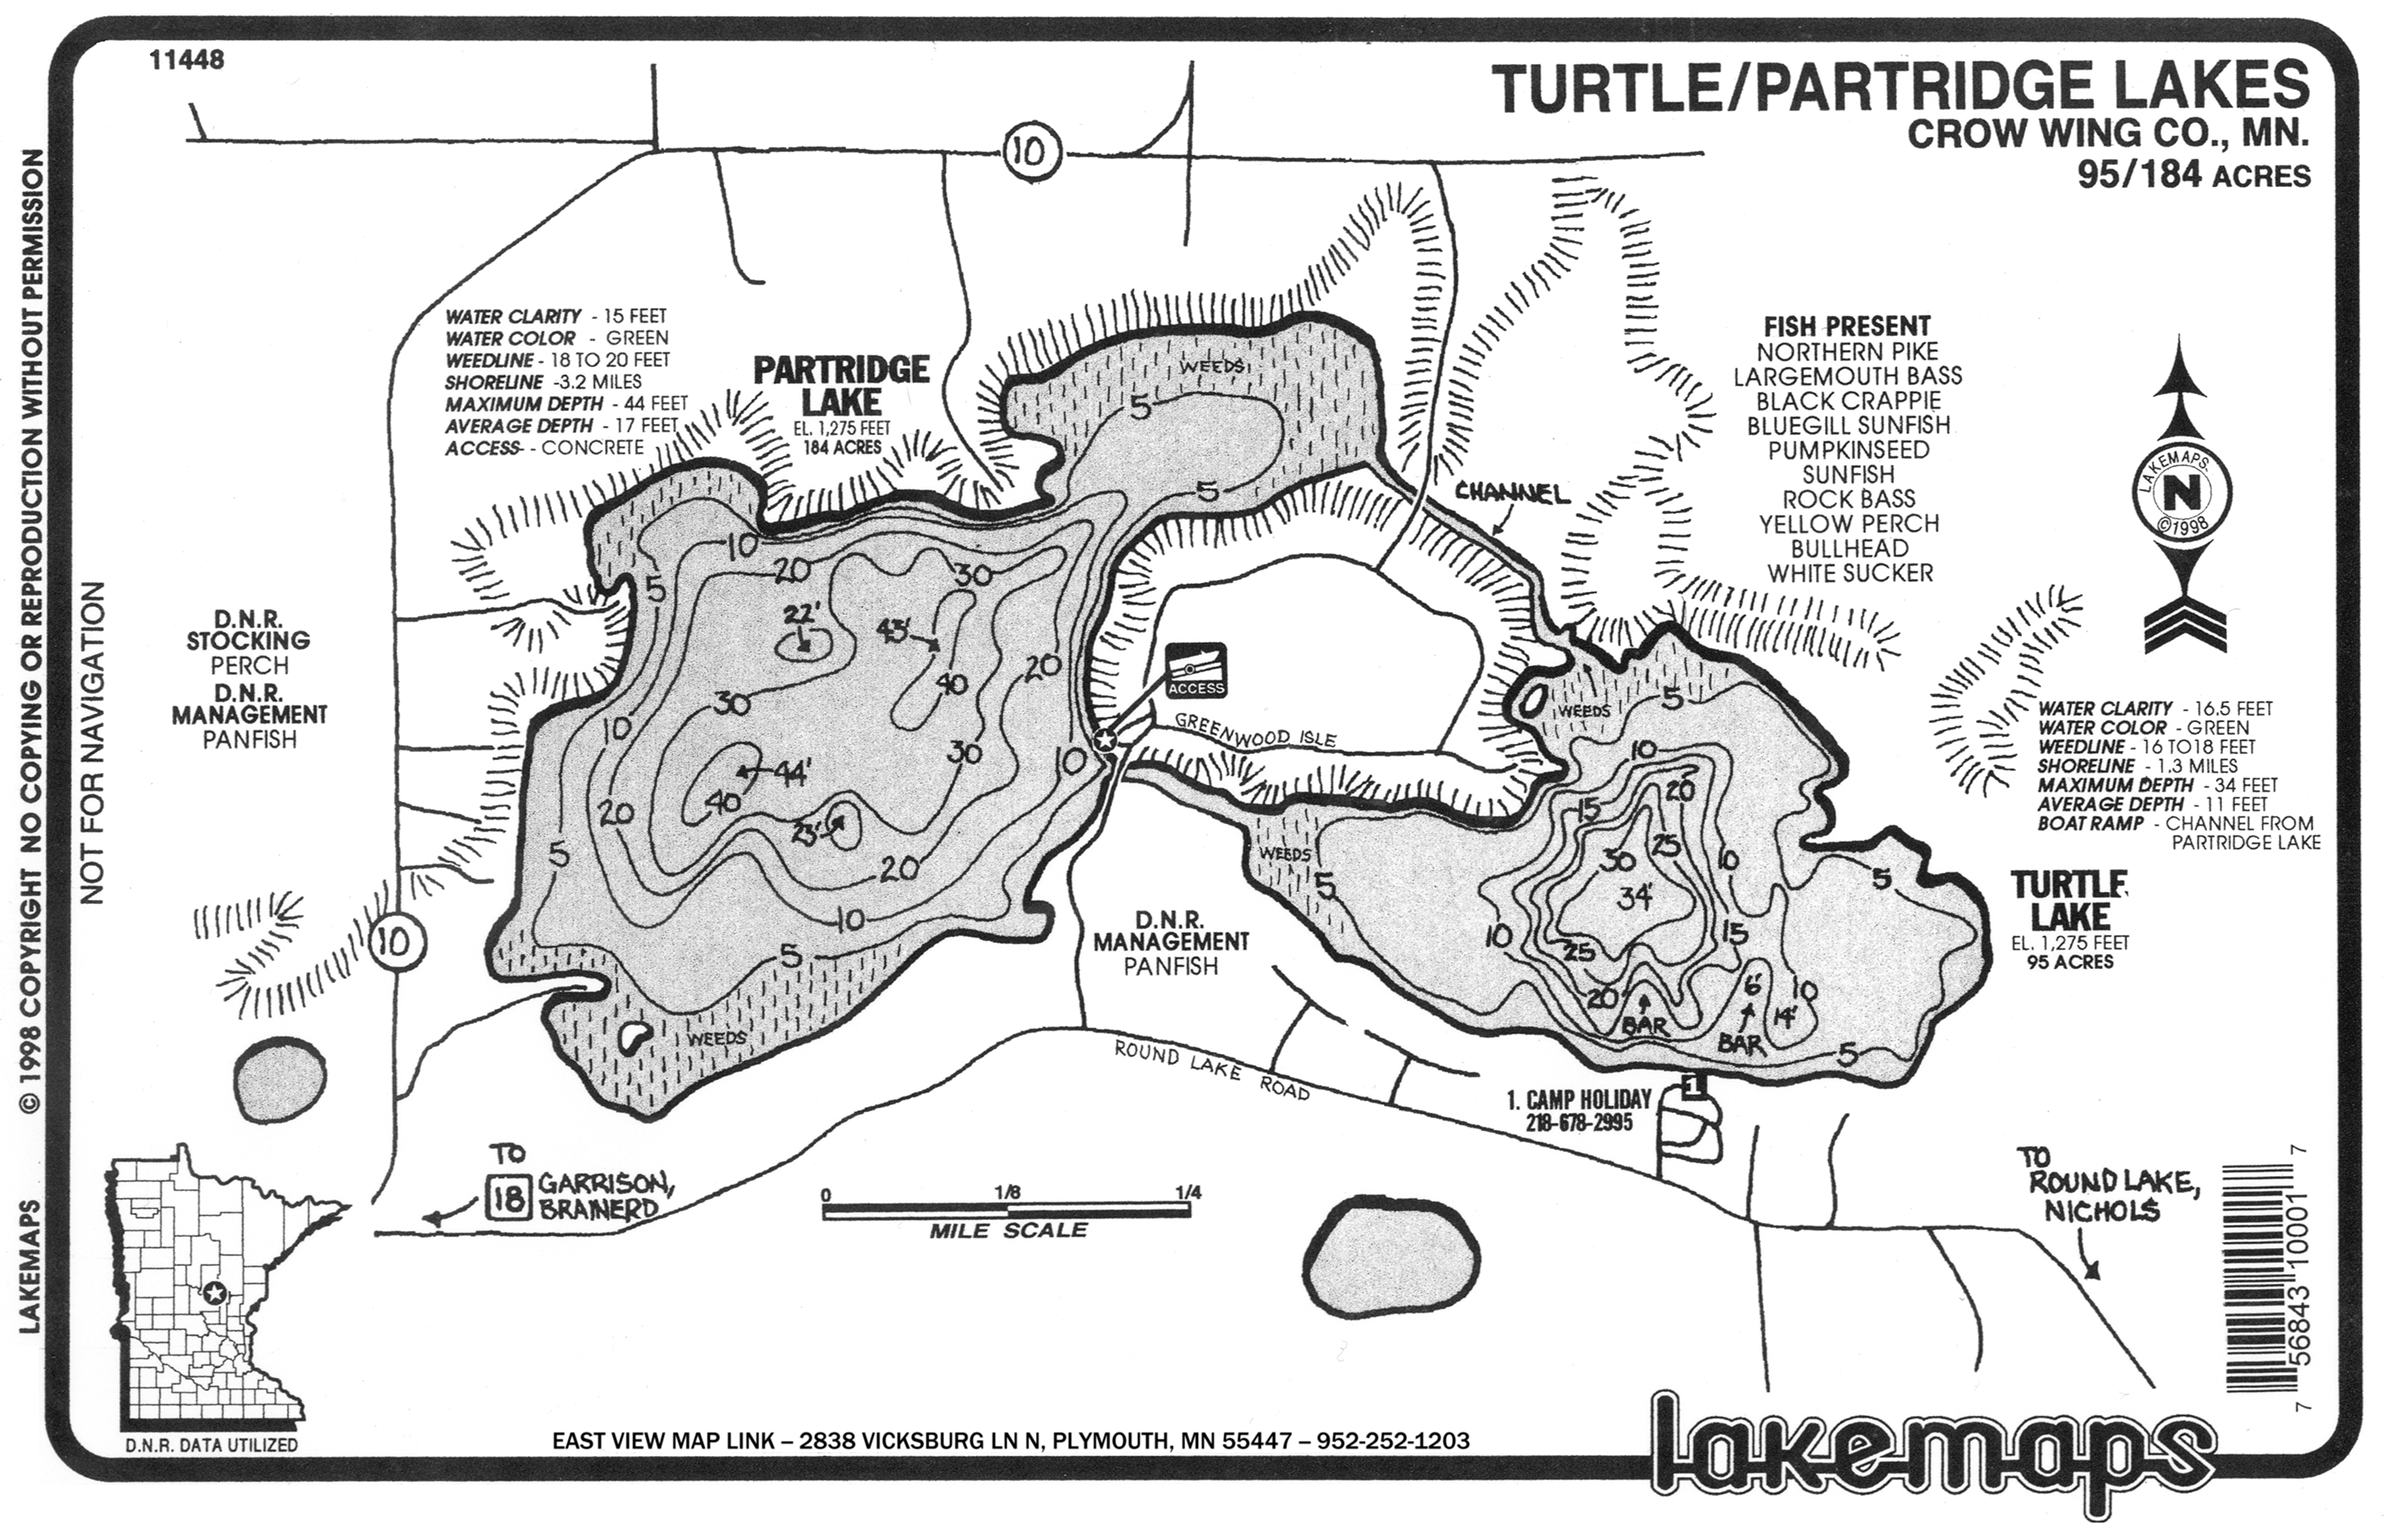 11448
TURTLE/PARTRIDGE LAKES
CROW WING CO., MN.
95/184 ACRES
10
WATER CLARITY - 15 FEET
WATER COLOR - GREEN
WEEDLINE - 18 TO 20 FEET
SHORELINE -3.2 MILES
MAXIMUM DEPTH - 44 FEET
AVERAGE DEPTH - 17 FEET
ACCESS- - CONCRETE
PARTRIDGE
LAKE
EL. 1,275 FEET
184 ACRES
WEEDS
5
5
CHANNEL
FISH PRESENT
NORTHERN PIKE
LARGEMOUTH BASS
BLACK CRAPPIE
BLUEGILL SUNFISH
PUMPKINSEED
SUNFISH
ROCK BASS
YELLOW PERCH
BULLHEAD
WHITE SUCKER
LAKEMAPS
N
©1998
10
20
30
5
22'
43'
20
40
30
10
30
10
44'
40
20
23'
5
20
10
5
WEEDS
ACCESS
GREENWOOD ISLE
D.N.R.
STOCKING
PERCH
D.N.R.
MANAGEMENT
PANFISH
10
WEEDS
5
10
20
15
25
30
10
34'
WEEDS
5
5
10
25
15
20
6'
10
14'
BAR
BAR
5
WATER CLARITY - 16.5 FEET
WATER COLOR - GREEN
WEEDLINE - 16 TO18 FEET
SHORELINE - 1.3 MILES
MAXIMUM DEPTH - 34 FEET
AVERAGE DEPTH - 11 FEET
BOAT RAMP - CHANNEL FROM
PARTRIDGE LAKE
TURTLE
LAKE
EL. 1,275 FEET
95 ACRES
D.N.R.
MANAGEMENT
PANFISH
ROUND LAKE ROAD
1
1. CAMP HOLIDAY
218-678-2995
TO
18 GARRISON,
BRAINERD
0 1/8 1/4
MILE SCALE
TO
ROUND LAKE,
NICHOLS
7 56843 10001 7
7
D.N.R. DATA UTILIZED
EAST VIEW MAP LINK – 2838 VICKSBURG LN N, PLYMOUTH, MN 55447 – 952-252-1203
lakemaps
NOT FOR NAVIGATION
LAKEMAPS © 1998 COPYRIGHT NO COPYING OR REPRODUCTION WITHOUT PERMISSION